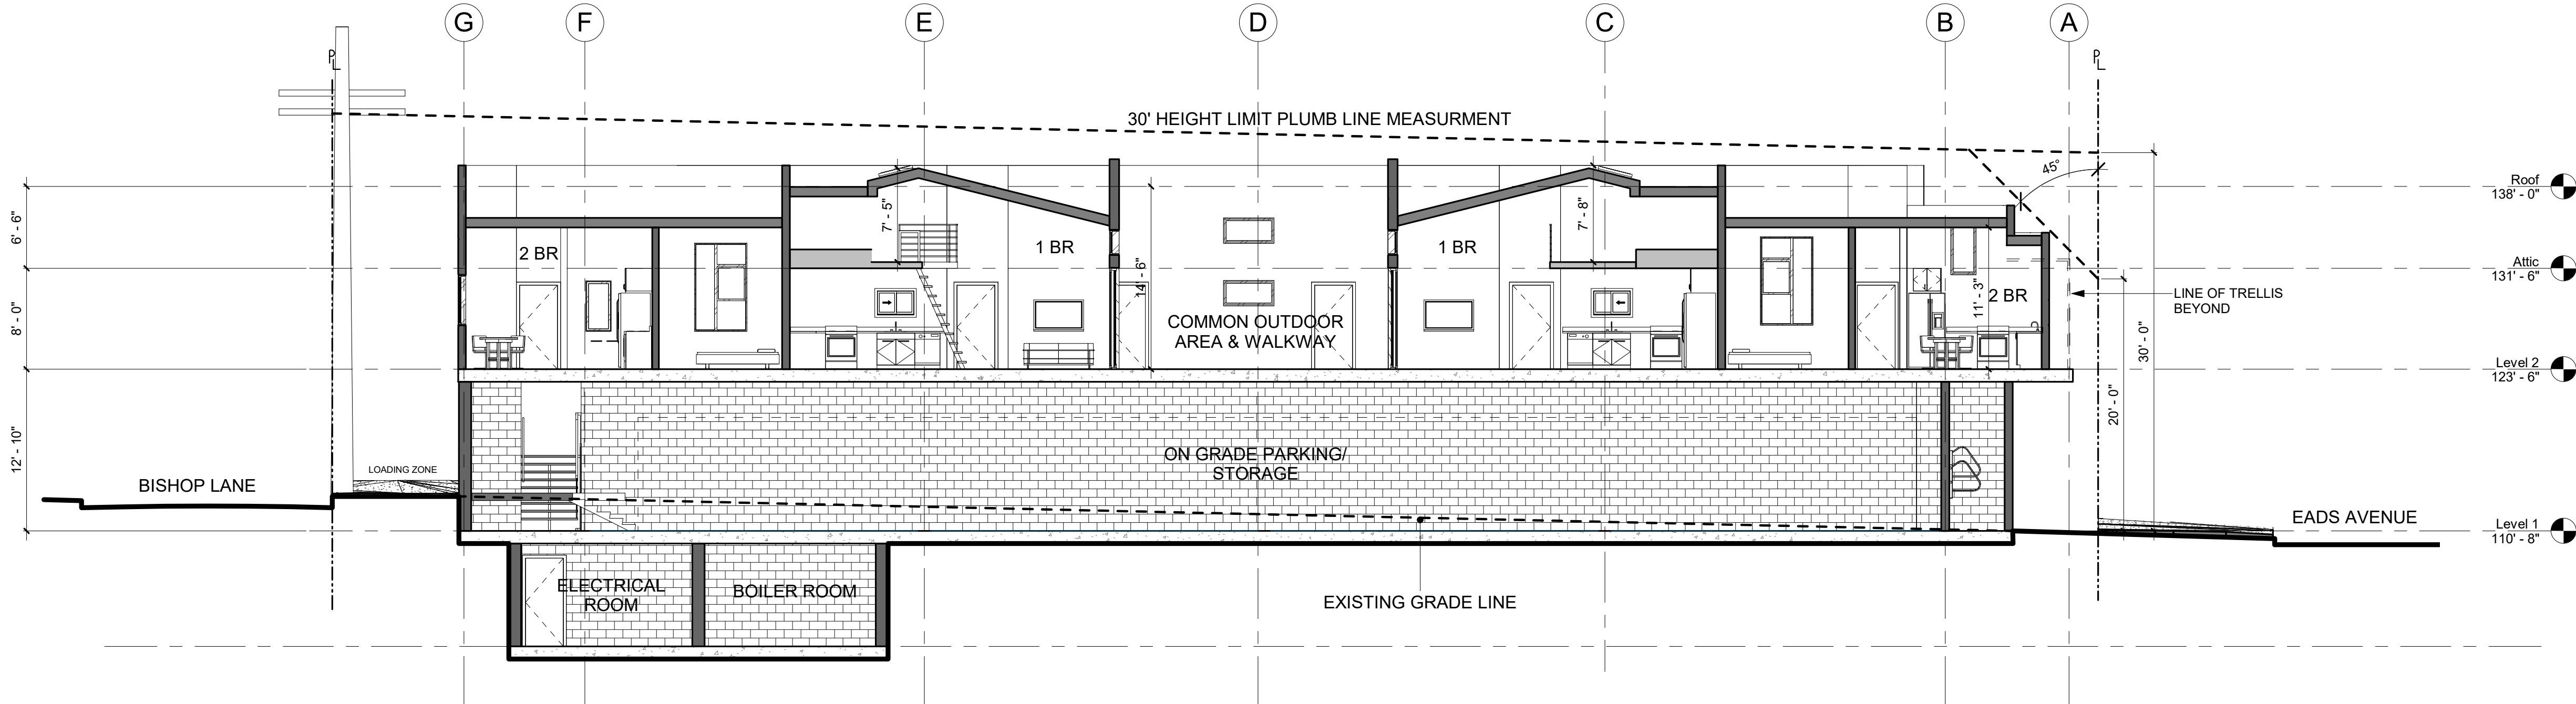 G
F
E
D
C
B
A
PL
PL
30' HEIGHT LIMIT PLUMB LINE MEASURMENT
45°
Roof
138' - 0"
6' - 6"
7' - 5"
7' - 8"
2 BR
1 BR
1 BR
2 BR
14' - 6"
11' - 3"
Attic
131' - 6"
LINE OF TRELLIS
BEYOND
8' - 0"
COMMON OUTDOOR
AREA & WALKWAY
30' - 0"
20' - 0"
Level 2
123' - 6"
12' - 10"
ON GRADE PARKING/
STORAGE
LOADING ZONE
BISHOP LANE
EADS AVENUE
Level 1
110' - 8"
ELECTRICAL
ROOM
BOILER ROOM
EXISTING GRADE LINE